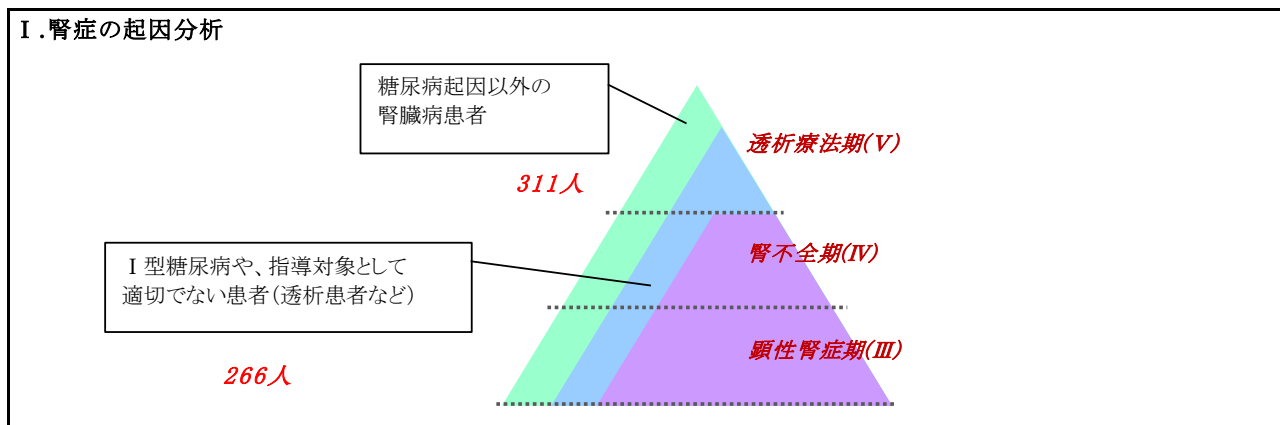 Ⅰ.腎症の起因分析
糖尿病起因以外の
腎臓病患者
透析療法期(Ⅴ)
311人
腎不全期(Ⅳ)
Ⅰ型糖尿病や、指導対象として
適切でない患者(透析患者など)
顕性腎症期(Ⅲ)
266人